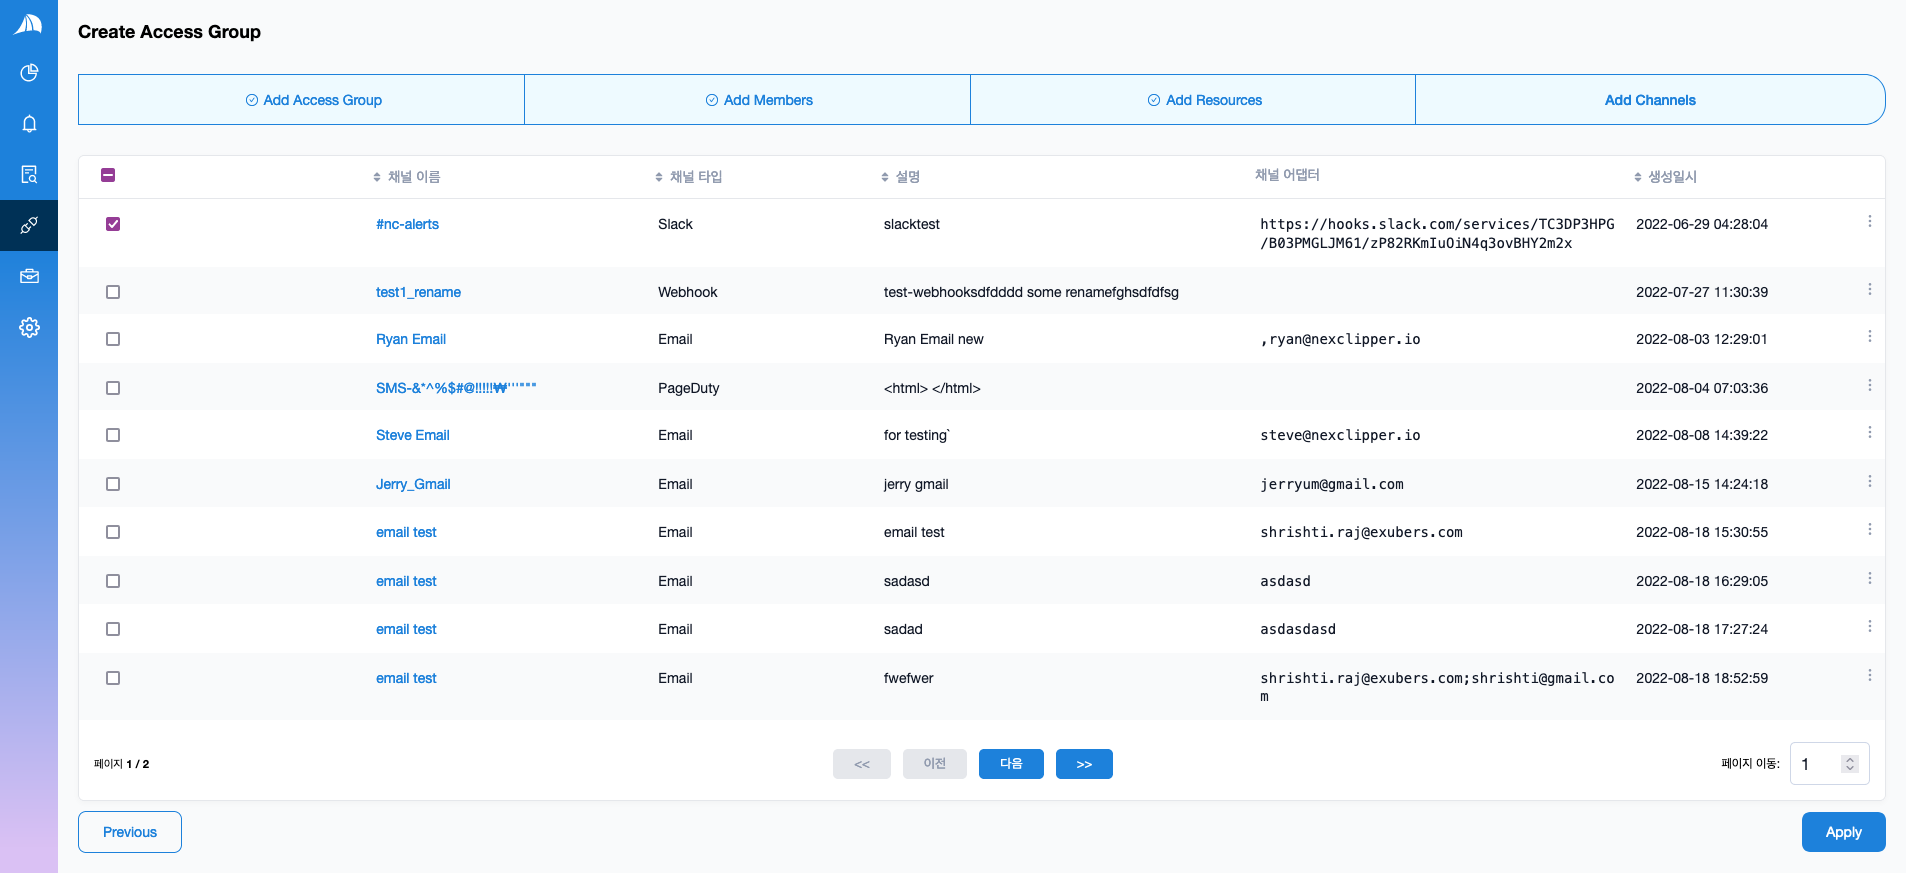 Create Access Group
Add Access Group
Add Members
Add Resources
Add Channels
채널 이름 채널 타입 설명 채널 어댑터 생성일시
#nc-alerts Slack slacktest https://hooks.slack.com/services/TC3DP3HPG 2022-06-29 04:28:04
/B03PMGLJM61/zP82RKmIuOiN4q3ovBHY2m2x
test1_rename Webhook test-webhooksdfdddd some renamefghsdfdfsg 2022-07-27 11:30:39
Ryan Email Email Ryan Email new ,ryan@nexclipper.io 2022-08-03 12:29:01
SMS-&*^%$#@!!!!!₩'''""" PageDuty <html> </html> 2022-08-04 07:03:36
Steve Email Email for testing` steve@nexclipper.io 2022-08-08 14:39:22
Jerry_Gmail Email jerry gmail jerryum@gmail.com 2022-08-15 14:24:18
email test Email email test shrishti.raj@exubers.com 2022-08-18 15:30:55
email test Email sadasd asdasd 2022-08-18 16:29:05
email test Email sadad asdasdasd 2022-08-18 17:27:24
email test Email fwefwer shrishti.raj@exubers.com;shrishti@gmail.co 2022-08-18 18:52:59
m
페이지 1 / 2 << 이전 다음 >> 페이지 이동: 1
Previous Apply